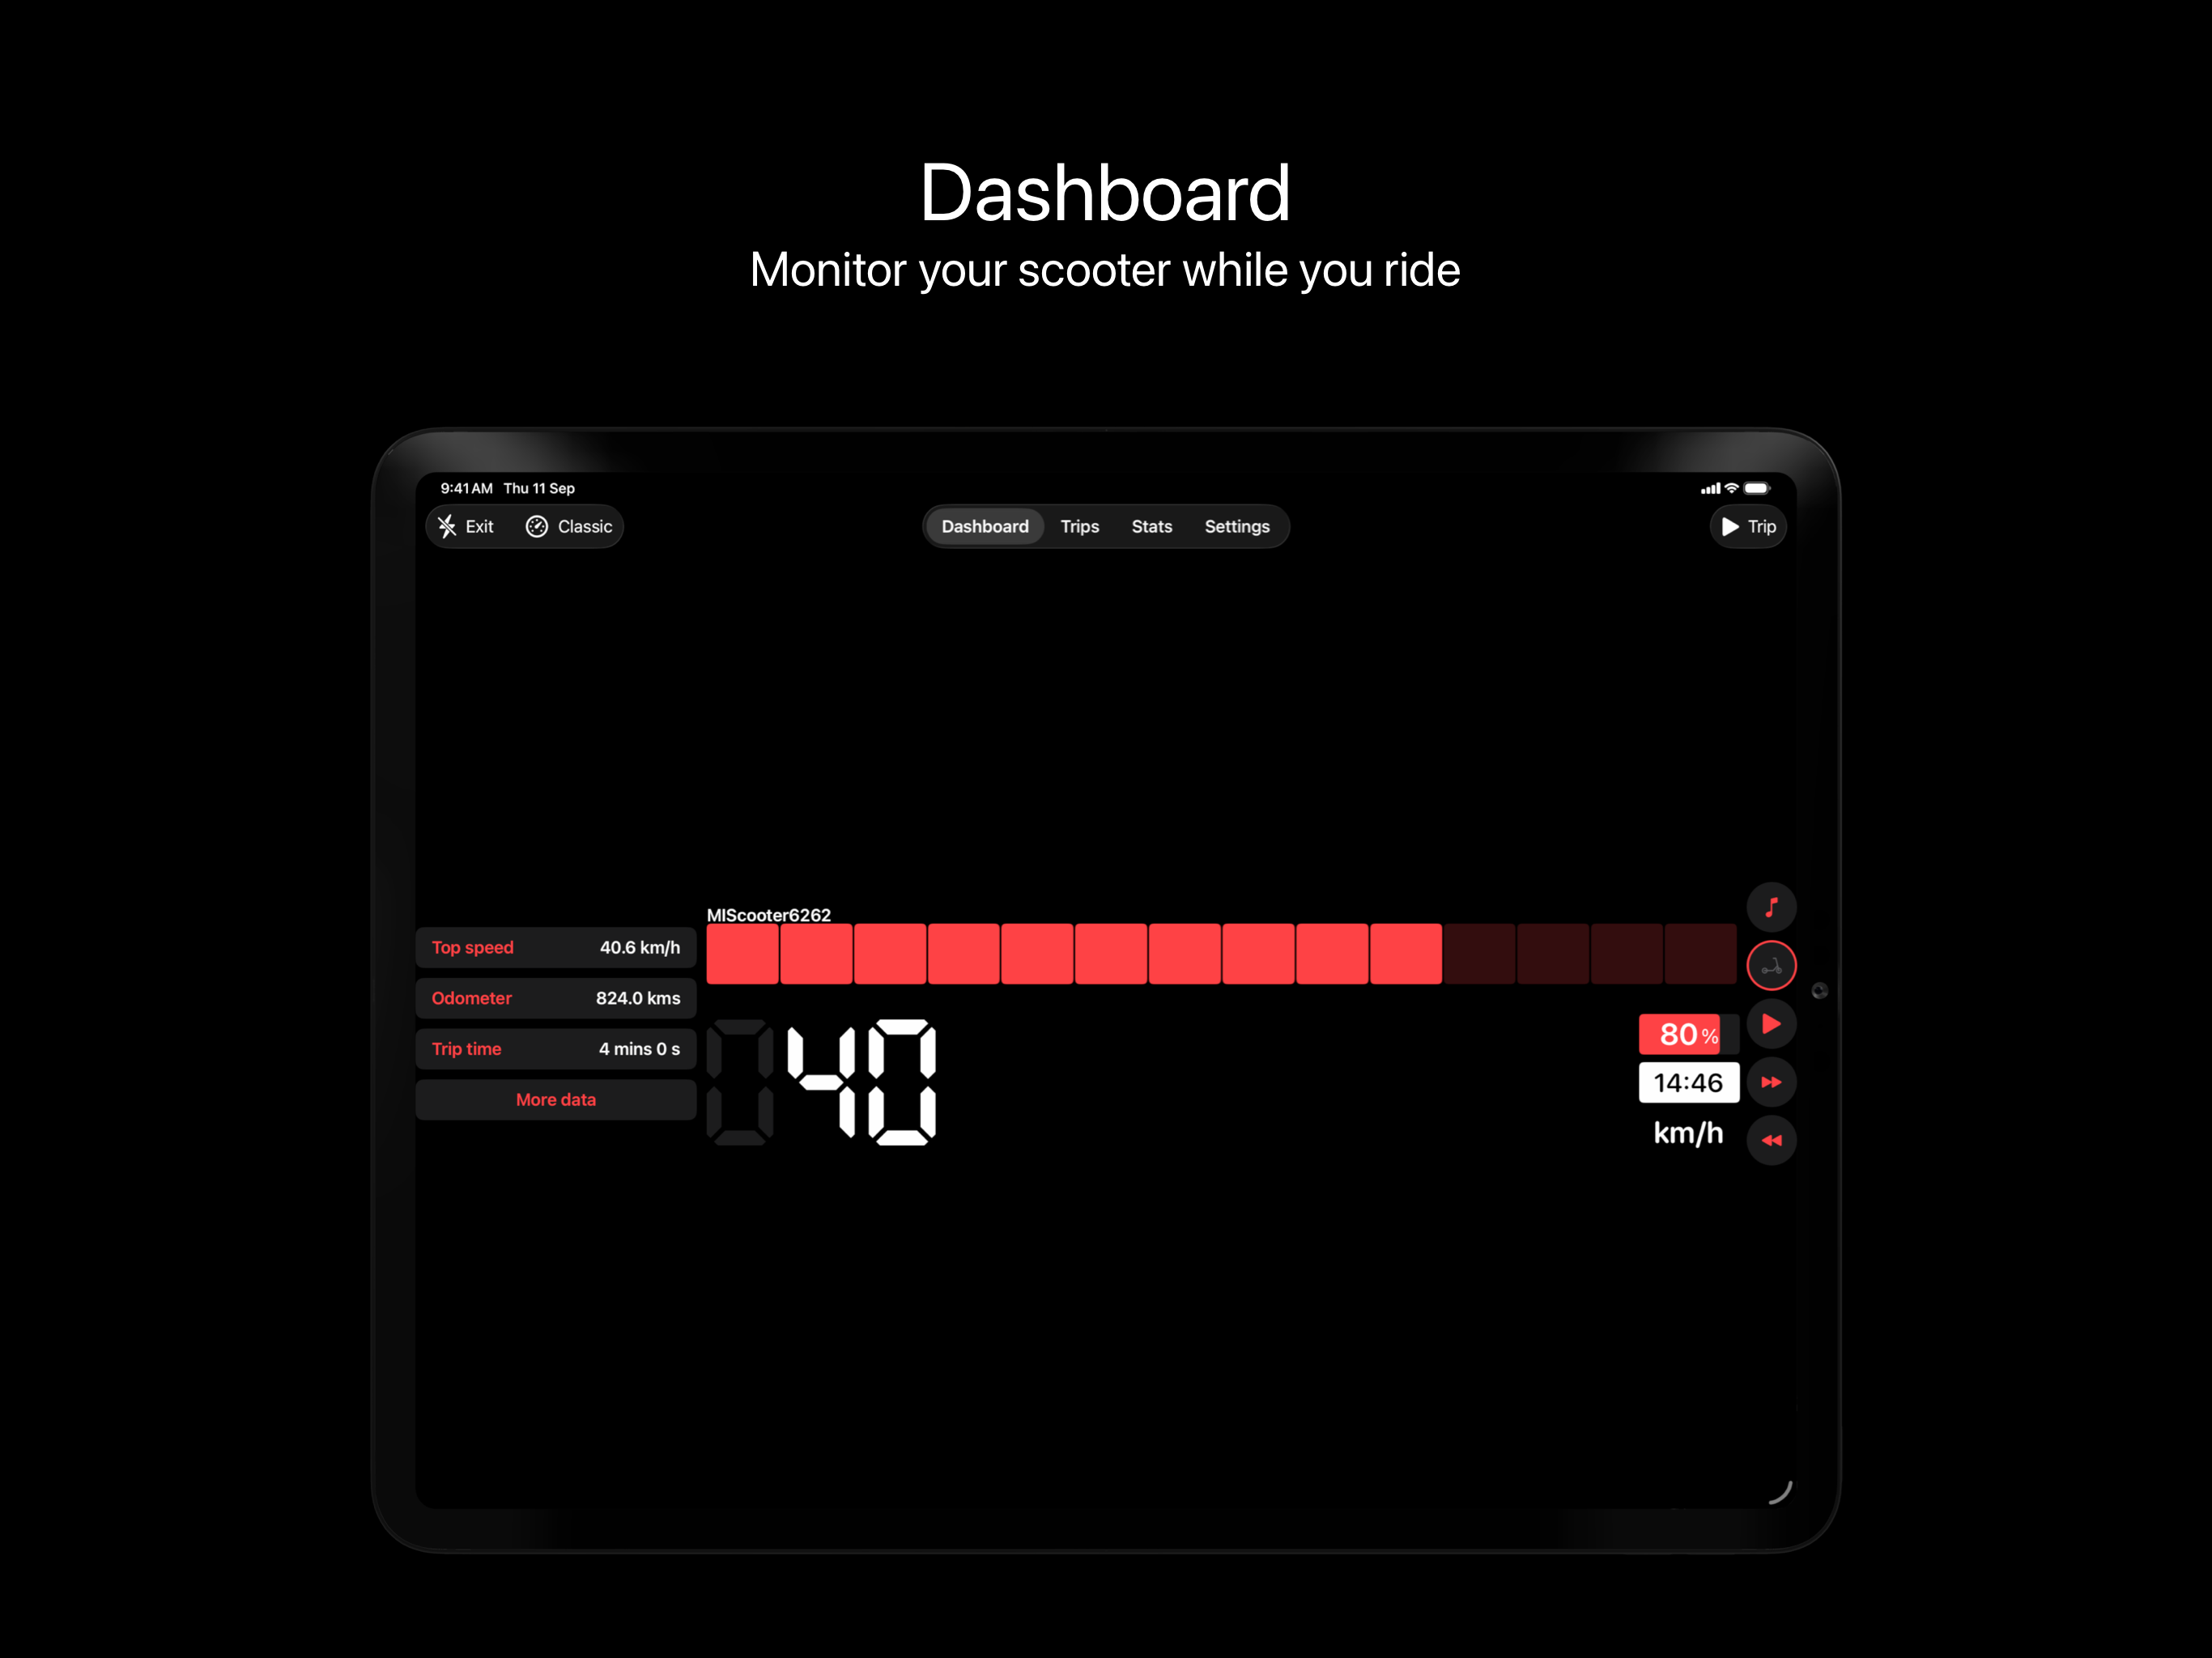 Dashboard
Monitor your scooter while you ride
9:41 AM Thu 11 Sep
Exit Classic Dashboard Trips Stats Settings Trip
MIScooter6262
Top speed 40.6 km/h
Odometer 824.0 kms
Trip time 4 mins 0 s
More data
40
80%
14:46
km/h